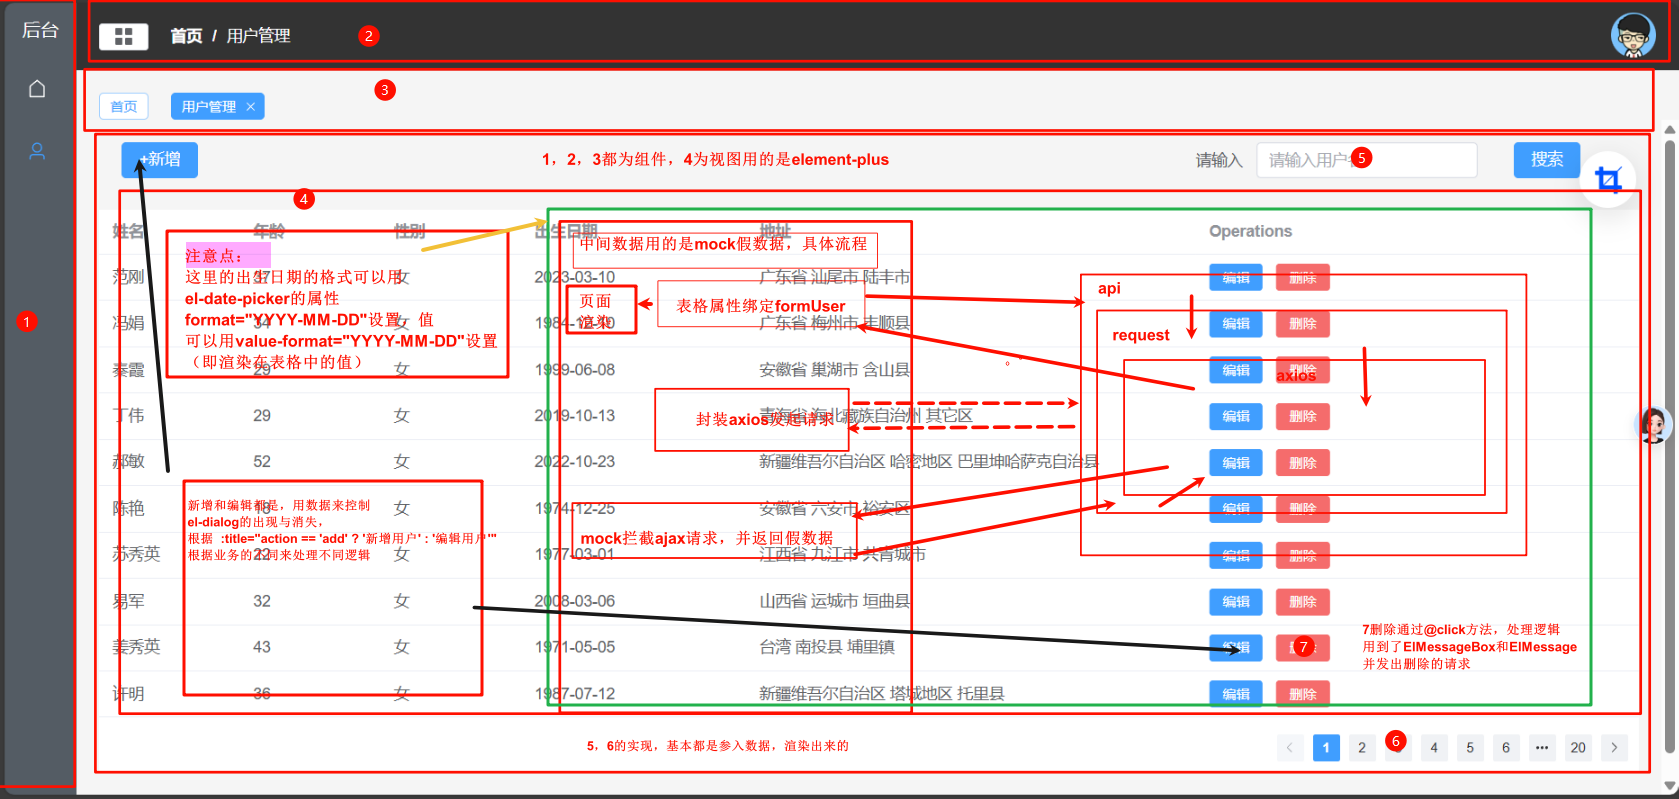 后台
首页 / 用户管理
2
3
首页
用户管理 ×
+新增
1，2，3都为组件，4为视图用的是element-plus
请输入
请输入用户
5
搜索
4
姓名 年龄 性别 出生日期 地址 Operations
注意点：
这里的出生日期的格式可以用
el-date-picker的属性
format="YYYY-MM-DD"设置 值
可以用value-format="YYYY-MM-DD"设置
（即渲染在表格中的值）
中间数据用的是mock假数据，具体流程
页面
渲染
表格属性绑定formUser
封装axios发起请求
mock拦截ajax请求，并返回假数据
api
request
axios
1
范刚 37 女 2023-03-10 广东省 汕尾市 陆丰市 编辑 删除
冯娟 34 女 广东省 梅州市 丰顺县 编辑 删除
秦霞 29 女 1999-06-08 安徽省 巢湖市 含山县 编辑 删除
丁伟 29 女 2019-10-13 青海省 海北藏族自治州 其它区 编辑 删除
郝敏 52 女 2022-10-23 新疆维吾尔自治区 哈密地区 巴里坤哈萨克自治县 编辑 删除
陈艳 18 女 1974-12-25 安徽省 六安市 裕安区 编辑 删除
苏秀英 22 女 1977-03-01 江西省 九江市 共青城市 编辑 删除
易军 32 女 2008-03-06 山西省 运城市 垣曲县 编辑 删除
姜秀英 43 女 1971-05-05 台湾 南投县 埔里镇 编辑 7
许明 36 女 1987-07-12 新疆维吾尔自治区 塔城地区 托里县 编辑 删除
新增和编辑都是，用数据来控制
el-dialog的出现与消失，
根据 :title="action == 'add' ? '新增用户' : '编辑用户'"
根据业务的不同来处理不同逻辑
7删除通过@click方法，处理逻辑
用到了ElMessageBox和ElMessage
并发出删除的请求
5，6的实现，基本都是参入数据，渲染出来的
1 2 6 4 5 6 ••• 20